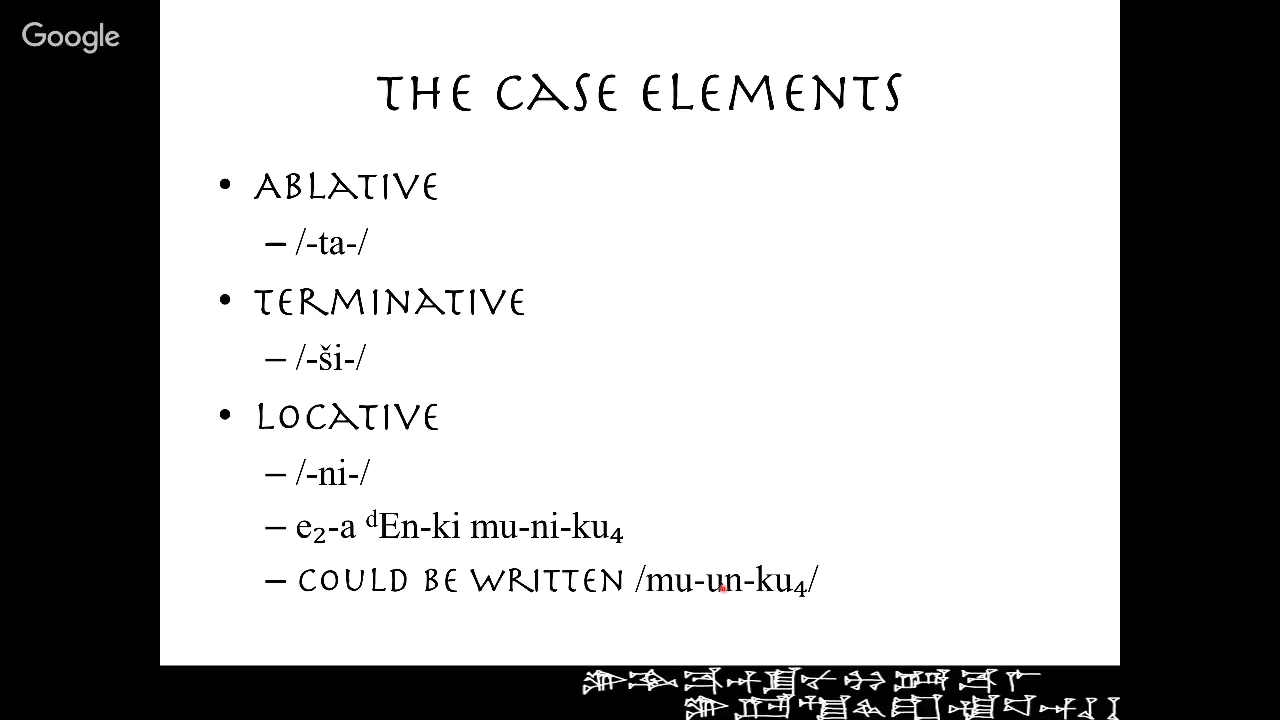 Google
THE CASE ELEMENTS
• ABLATIVE
– /-ta-/
• TERMINATIVE
– /-ši-/
• LOCATIVE
– /-ni-/
– e₂-a ᵈEn-ki mu-ni-ku₄
– COULD BE WRITTEN /mu-un-ku₄/